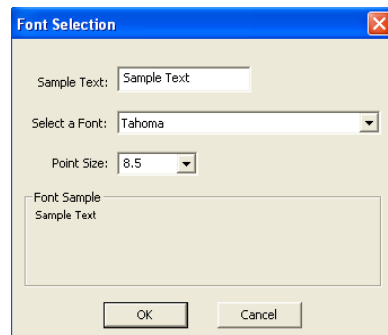 Font Selection
Sample Text: Sample Text
Select a Font: Tahoma
Point Size: 8.5
Font Sample
Sample Text
OK Cancel